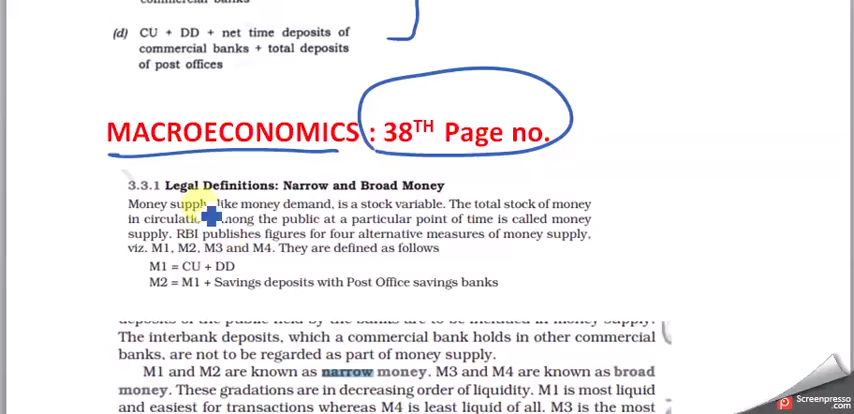 commercial banks
(d) CU + DD + net time deposits of
commercial banks + total deposits
of post offices
MACROECONOMICS : 38TH Page no.
3.3.1 Legal Definitions: Narrow and Broad Money
Money supply, like money demand, is a stock variable. The total stock of money
in circulation among the public at a particular point of time is called money
supply. RBI publishes figures for four alternative measures of money supply,
viz. M1, M2, M3 and M4. They are defined as follows
M1 = CU + DD
M2 = M1 + Savings deposits with Post Office savings banks
deposits of the public held by the banks are to be included in money supply.
The interbank deposits, which a commercial bank holds in other commercial
banks, are not to be regarded as part of money supply.
M1 and M2 are known as narrow money. M3 and M4 are known as broad
money. These gradations are in decreasing order of liquidity. M1 is most liquid
and easiest for transactions whereas M4 is least liquid of all. M3 is the most
Screenpresso
.com